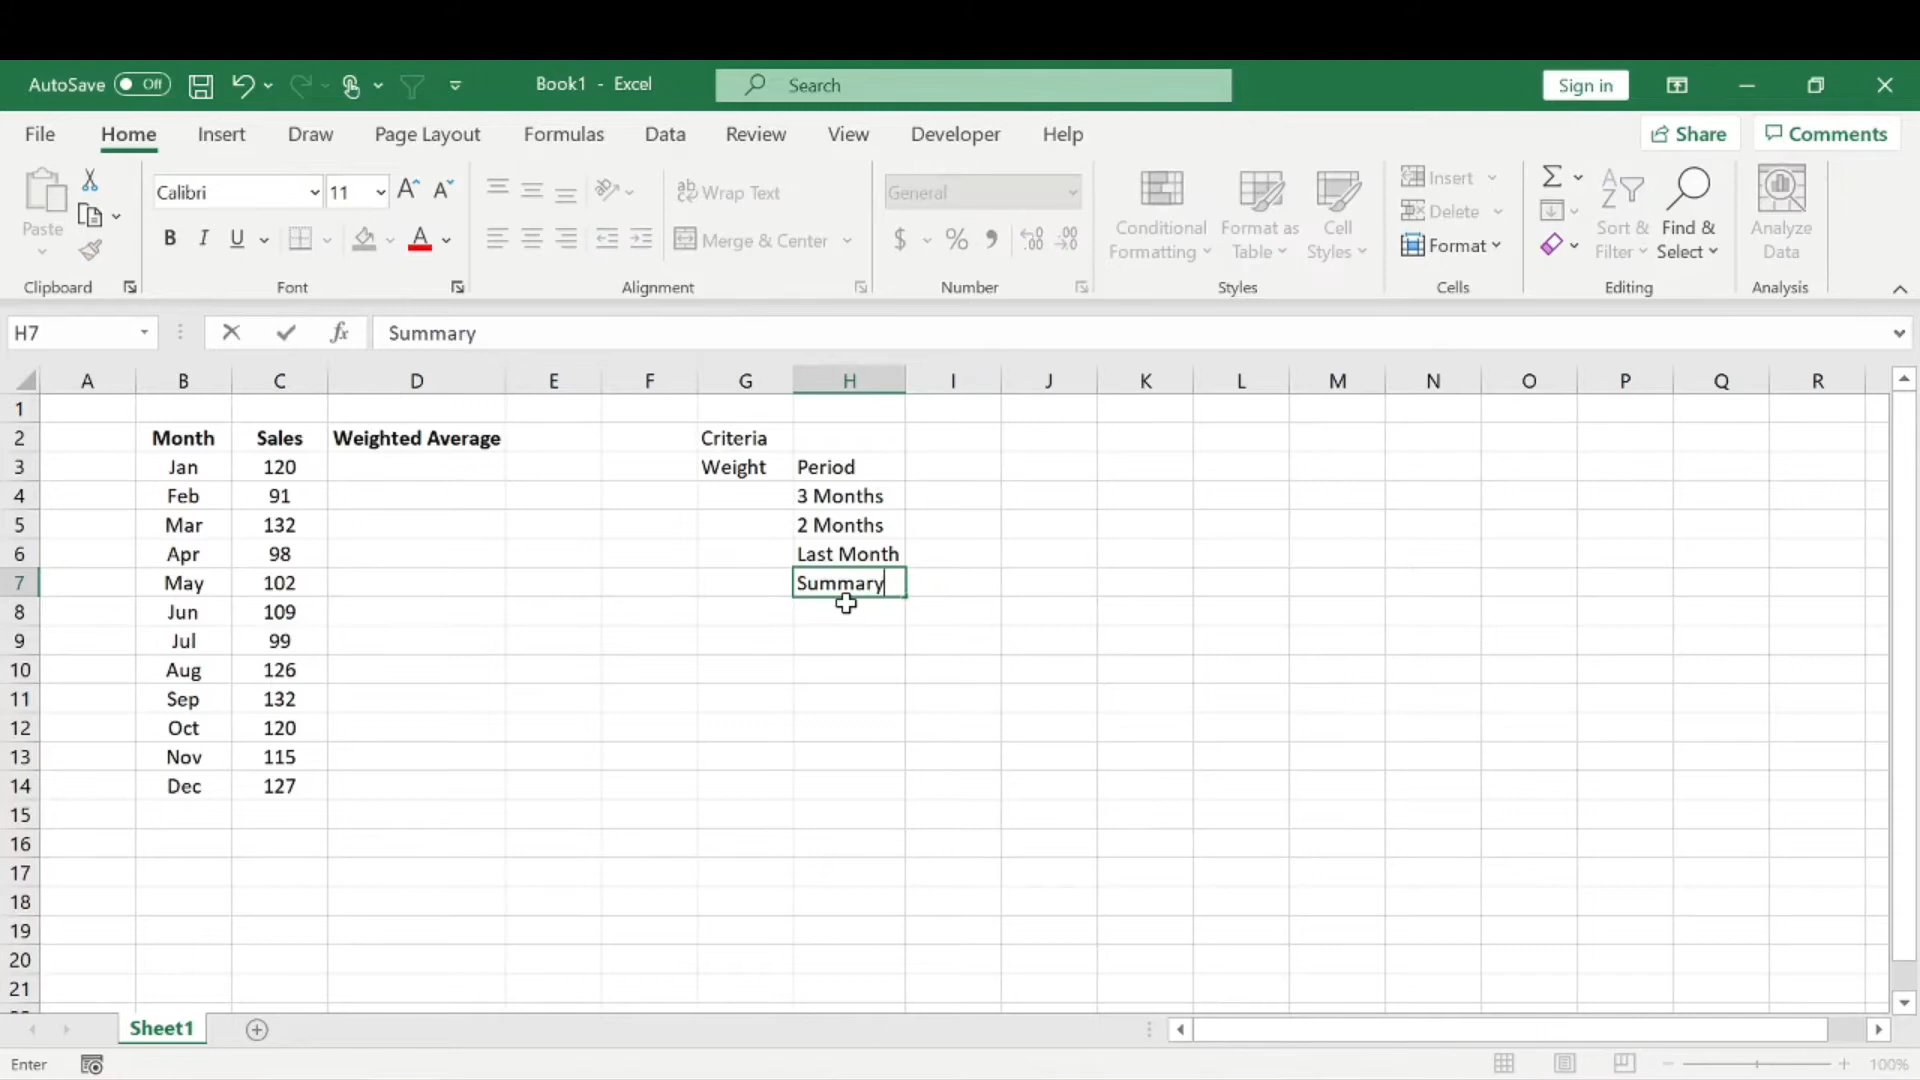 AutoSave Off Book1 - Excel Search Sign in
File Home Insert Draw Page Layout Formulas Data Review View Developer Help Share Comments
Paste Calibri 11 A A ab Wrap Text General Conditional Formatting Format as Table Cell Styles Insert Sort & Filter Find & Select Analyze Data
B I U A Merge & Center $ % Delete
Format
Clipboard Font Alignment Number Styles Cells Editing Analysis
H7 fx Summary
A B C D E F G H I J K L M N O P Q R
1
2 Month Sales Weighted Average Criteria
3 Jan 120 Weight Period
4 Feb 91 3 Months
5 Mar 132 2 Months
6 Apr 98 Last Month
7 May 102 Summary
8 Jun 109
9 Jul 99
10 Aug 126
11 Sep 132
12 Oct 120
13 Nov 115
14 Dec 127
15
16
17
18
19
20
21
Sheet1
Enter 100%